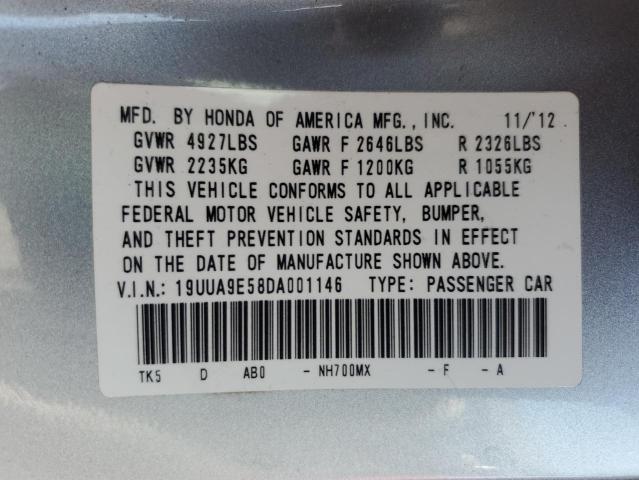 MFD. BY HONDA OF AMERICA MFG., INC. 11/'12
GVWR 4927LBS GAWR F 2646LBS R 2326LBS
GVWR 2235KG GAWR F 1200KG R 1055KG
THIS VEHICLE CONFORMS TO ALL APPLICABLE
FEDERAL MOTOR VEHICLE SAFETY, BUMPER,
AND THEFT PREVENTION STANDARDS IN EFFECT
ON THE DATE OF MANUFACTURE SHOWN ABOVE.
V.I.N.: 19UUA9E58DA001146 TYPE: PASSENGER CAR
TK5 D AB0 - NH700MX - F - A